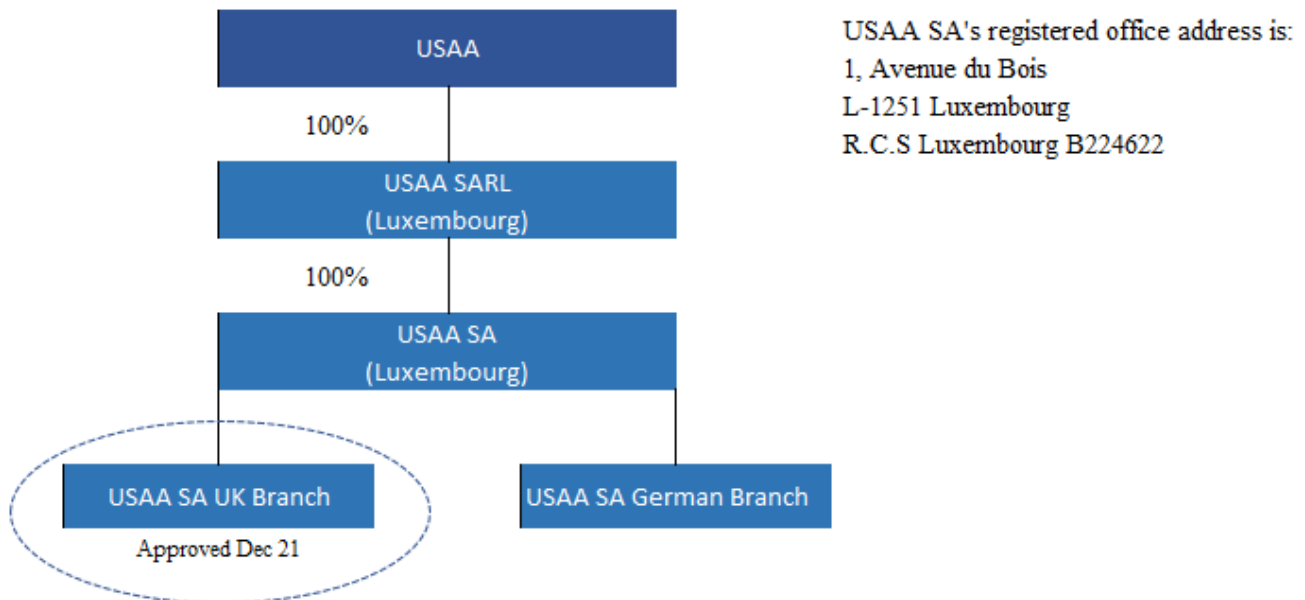 USAA
USAA SA's registered office address is:
1, Avenue du Bois
L-1251 Luxembourg
R.C.S Luxembourg B224622
100%
USAA SARL
(Luxembourg)
100%
USAA SA
(Luxembourg)
USAA SA UK Branch
Approved Dec 21
USAA SA German Branch